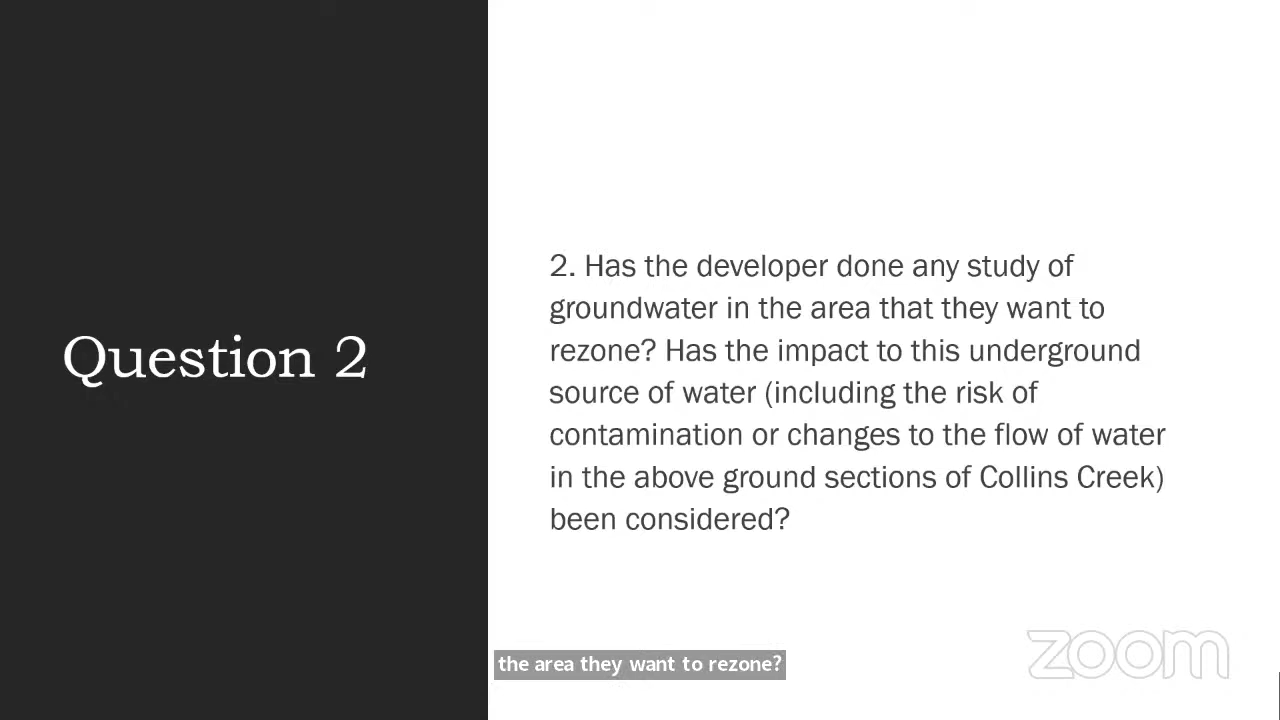 Question 2
2. Has the developer done any study of
groundwater in the area that they want to
rezone? Has the impact to this underground
source of water (including the risk of
contamination or changes to the flow of water
in the above ground sections of Collins Creek)
been considered?
the area they want to rezone?
zoom